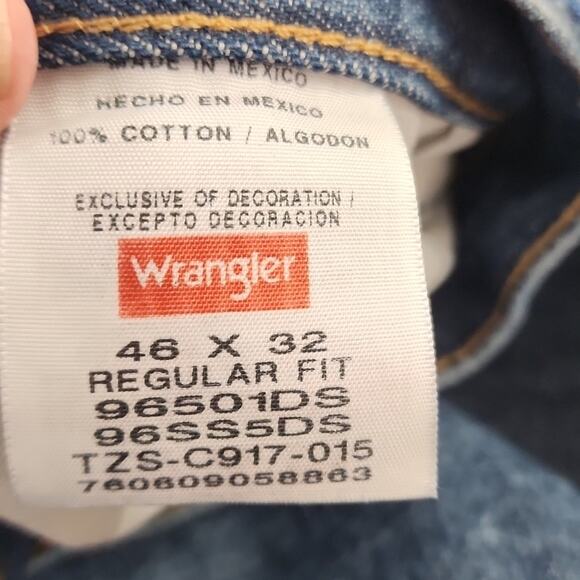 MADE IN MEXICO
HECHO EN MEXICO
100% COTTON / ALGODON
EXCLUSIVE OF DECORATION /
EXCEPTO DECORACION
Wrangler
46 X 32
REGULAR FIT
96501DS
96SS5DS
TZS-C917-015
760609058863